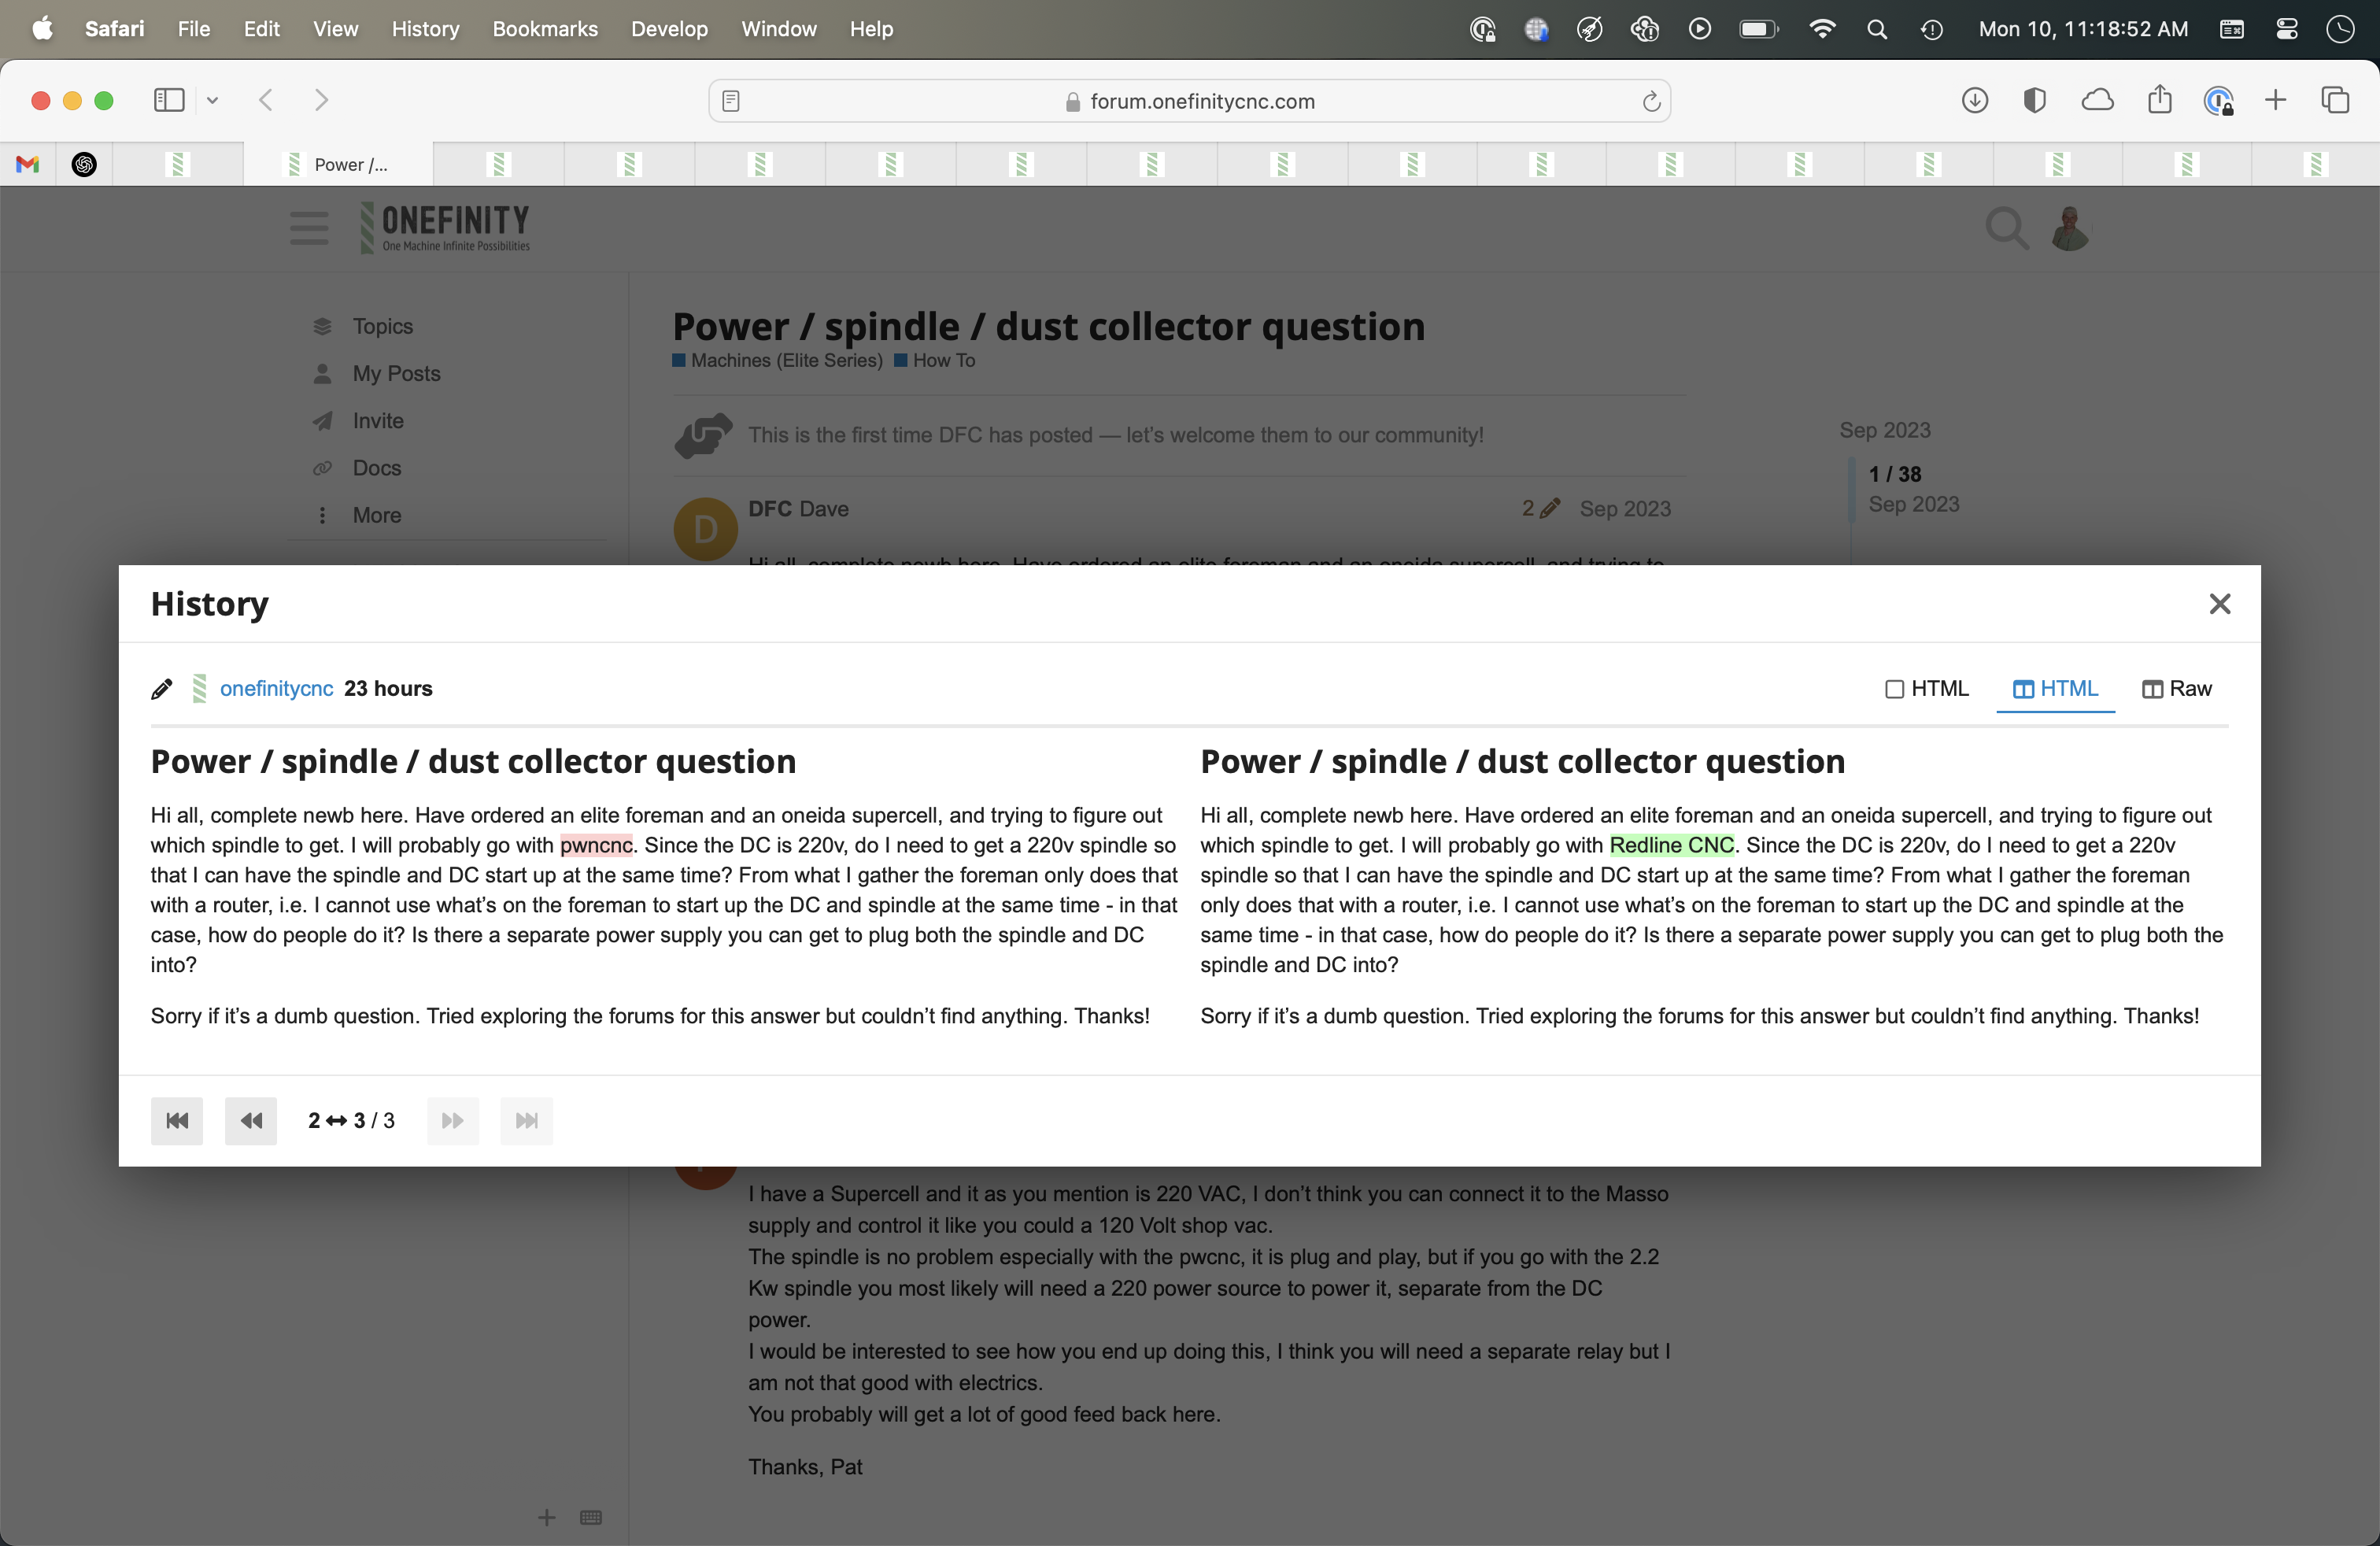 Safari File Edit View History Bookmarks Develop Window Help Mon 10, 11:18:52 AM
forum.onefinitycnc.com
Power /...
ONEFINITY
One Machine Infinite Possibilities
Topics
My Posts
Invite
Docs
More
Power / spindle / dust collector question
Machines (Elite Series) How To
This is the first time DFC has posted — let's welcome them to our community!
Sep 2023
1 / 38
Sep 2023
D
DFC Dave 2 Sep 2023
Hi all, complete newb here. Have ordered an elite foreman and an oneida supercell, and trying to
History
onefinitycnc 23 hours
HTML HTML Raw
Power / spindle / dust collector question
Hi all, complete newb here. Have ordered an elite foreman and an oneida supercell, and trying to figure out
which spindle to get. I will probably go with pwncnc. Since the DC is 220v, do I need to get a 220v spindle so
that I can have the spindle and DC start up at the same time? From what I gather the foreman only does that
with a router, i.e. I cannot use what’s on the foreman to start up the DC and spindle at the same time - in that
case, how do people do it? Is there a separate power supply you can get to plug both the spindle and DC
into?
Sorry if it’s a dumb question. Tried exploring the forums for this answer but couldn’t find anything. Thanks!
Power / spindle / dust collector question
Hi all, complete newb here. Have ordered an elite foreman and an oneida supercell, and trying to figure out
which spindle to get. I will probably go with Redline CNC. Since the DC is 220v, do I need to get a 220v
spindle so that I can have the spindle and DC start up at the same time? From what I gather the foreman
only does that with a router, i.e. I cannot use what’s on the foreman to start up the DC and spindle at the
same time - in that case, how do people do it? Is there a separate power supply you can get to plug both the
spindle and DC into?
Sorry if it’s a dumb question. Tried exploring the forums for this answer but couldn’t find anything. Thanks!
2 ↔ 3 / 3
I have a Supercell and it as you mention is 220 VAC, I don’t think you can connect it to the Masso
supply and control it like you could a 120 Volt shop vac.
The spindle is no problem especially with the pwcnc, it is plug and play, but if you go with the 2.2
Kw spindle you most likely will need a 220 power source to power it, separate from the DC
power.
I would be interested to see how you end up doing this, I think you will need a separate relay but I
am not that good with electrics.
You probably will get a lot of good feed back here.
Thanks, Pat